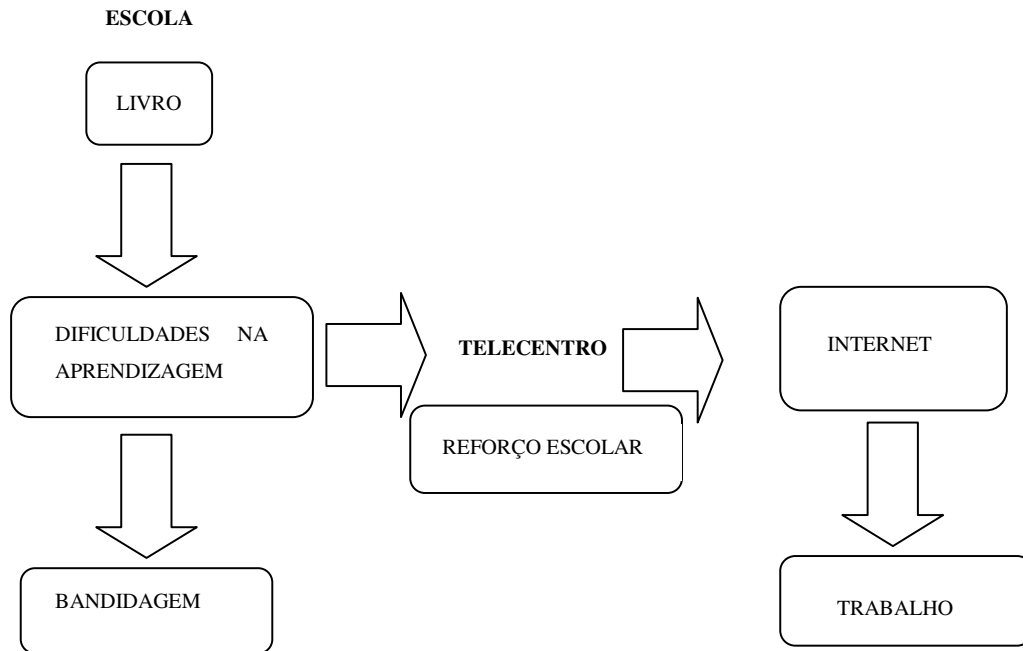 ESCOLA
LIVRO
DIFICULDADES NA
APRENDIZAGEM
TELECENTRO
REFORÇO ESCOLAR
INTERNET
BANDIDAGEM
TRABALHO